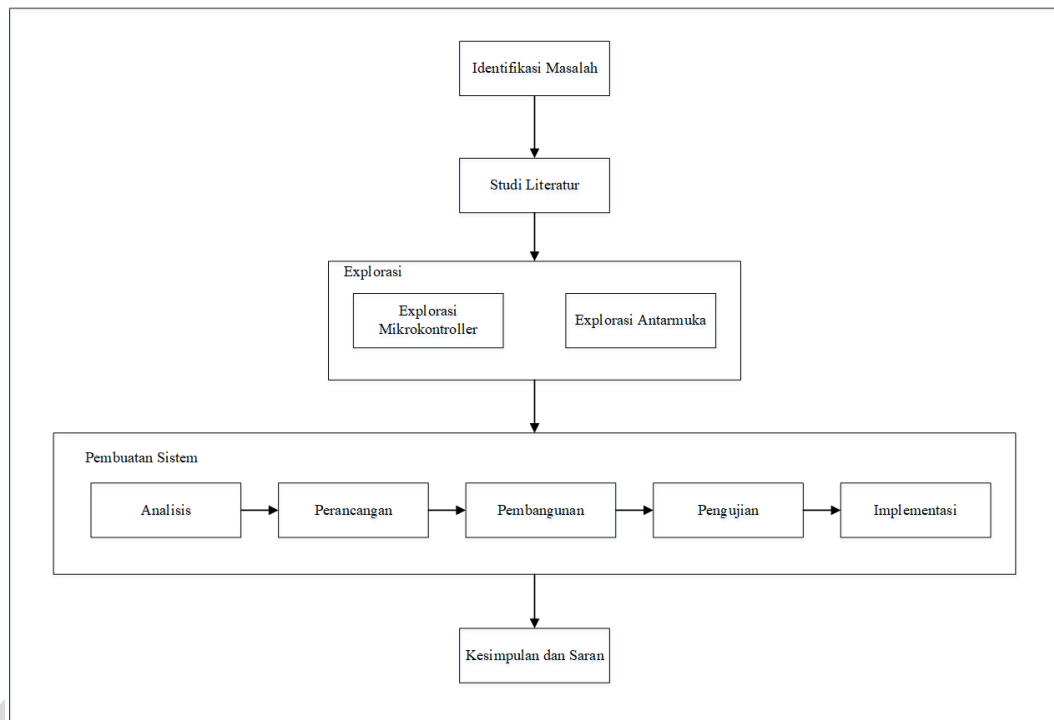 Identifikasi Masalah
Studi Literatur
Explorasi
Explorasi
Mikrokontroller
Explorasi Antarmuka
Pembuatan Sistem
Analisis
Perancangan
Pembangunan
Pengujian
Implementasi
Kesimpulan dan Saran